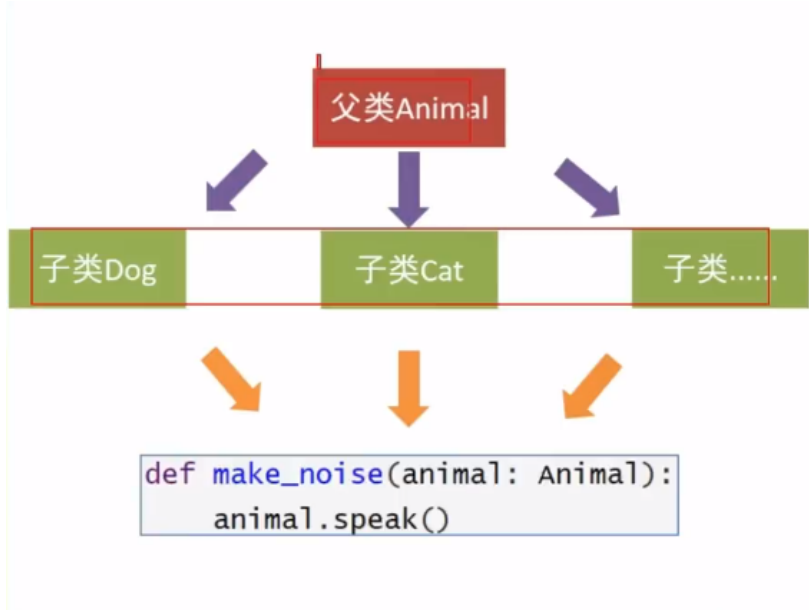 父类Animal
子类Dog
子类Cat
子类......
def make_noise(animal: Animal):
    animal.speak()